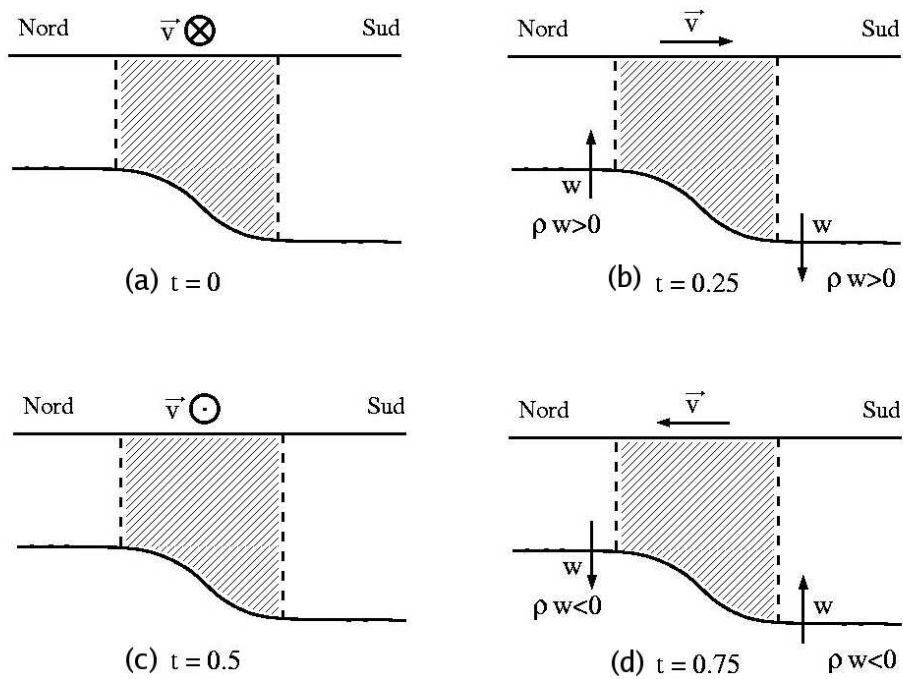 Nord v⃗ ⊗ Sud
(a) t = 0
Nord v⃗ Sud
w
ρ w>0
w
ρ w>0
(b) t = 0.25
Nord v⃗ ⊙ Sud
(c) t = 0.5
Nord v⃗ Sud
w
ρ w<0
w
ρ w<0
(d) t = 0.75